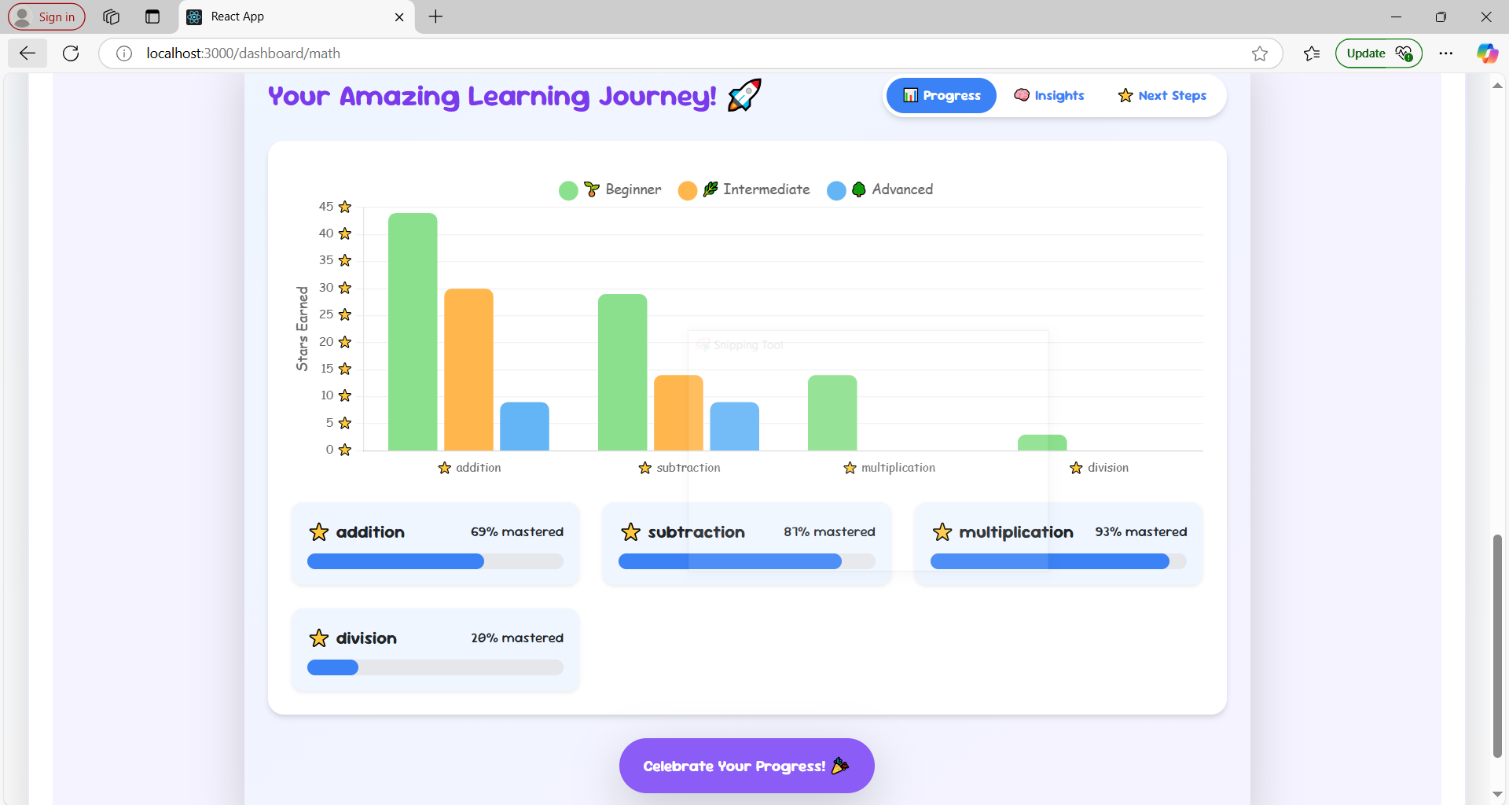 Sign in
React App
localhost:3000/dashboard/math
Update
Your Amazing Learning Journey! 🚀
📊 Progress
🧠 Insights
⭐ Next Steps
Beginner
Intermediate
Advanced
45 ⭐
40 ⭐
35 ⭐
30 ⭐
25 ⭐
20 ⭐
15 ⭐
10 ⭐
5 ⭐
0 ⭐
Stars Earned
Snipping Tool
⭐ addition
⭐ subtraction
⭐ multiplication
⭐ division
⭐ addition 69% mastered
⭐ subtraction 87% mastered
⭐ multiplication 93% mastered
⭐ division 20% mastered
Celebrate Your Progress! 🎉